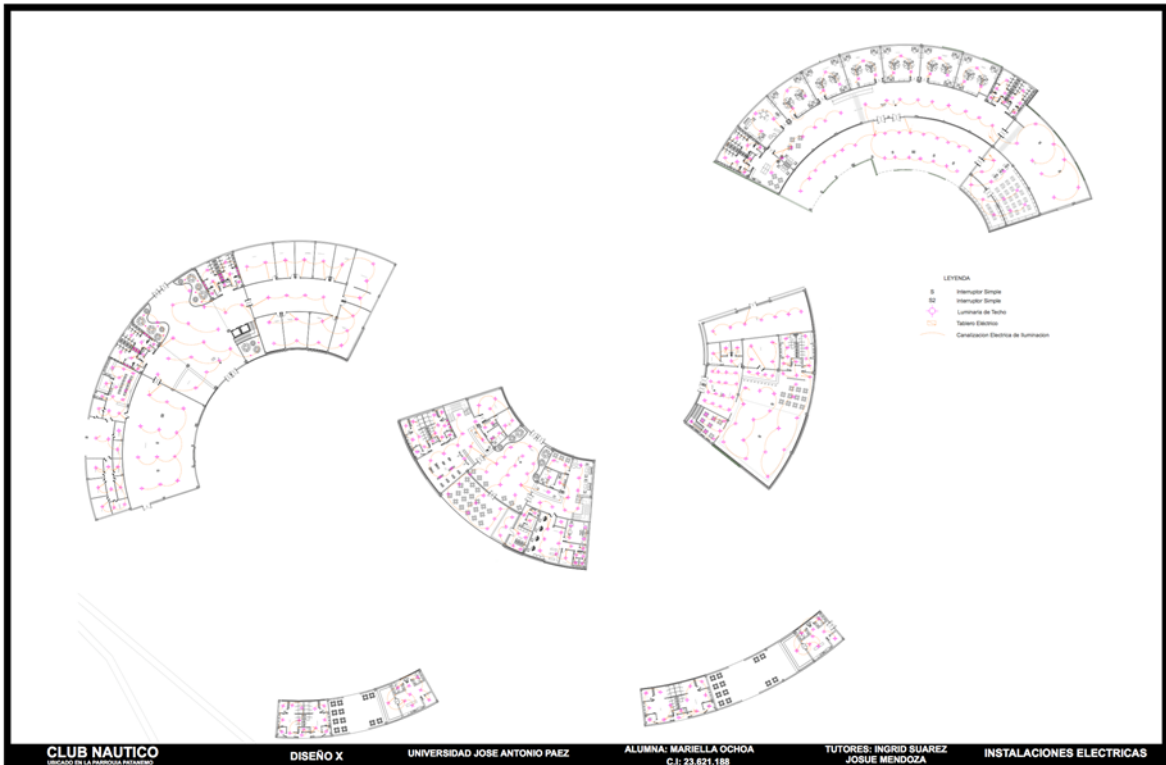 LEYENDA
S Interruptor Simple
S2 Interruptor Simple
Luminaria de Techo
Tablero Eléctrico
Canalizacion Electrica de Iluminacion
CLUB NAUTICO
UBICADO EN LA PARROQUIA PATANEMO
DISEÑO X
UNIVERSIDAD JOSE ANTONIO PAEZ
ALUMNA: MARIELLA OCHOA
C.I: 23.621.188
TUTORES: INGRID SUAREZ
JOSUE MENDOZA
INSTALACIONES ELECTRICAS